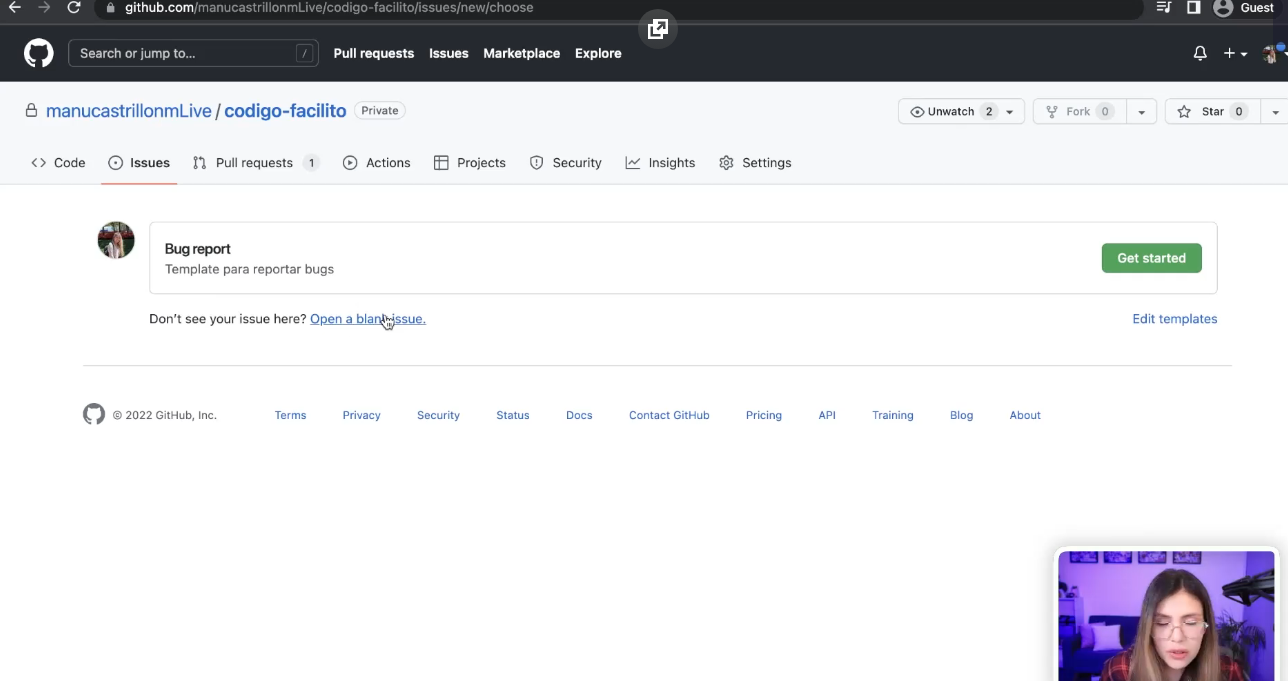 github.com/manucastrillonmLive/codigo-facilito/issues/new/choose
Guest
Search or jump to... /
Pull requests Issues Marketplace Explore
manucastrillonmLive / codigo-facilito Private
Unwatch 2 Fork 0 Star 0
Code Issues Pull requests 1 Actions Projects Security Insights Settings
Bug report
Template para reportar bugs
Get started
Don't see your issue here? Open a blank issue.
Edit templates
© 2022 GitHub, Inc. Terms Privacy Security Status Docs Contact GitHub Pricing API Training Blog About